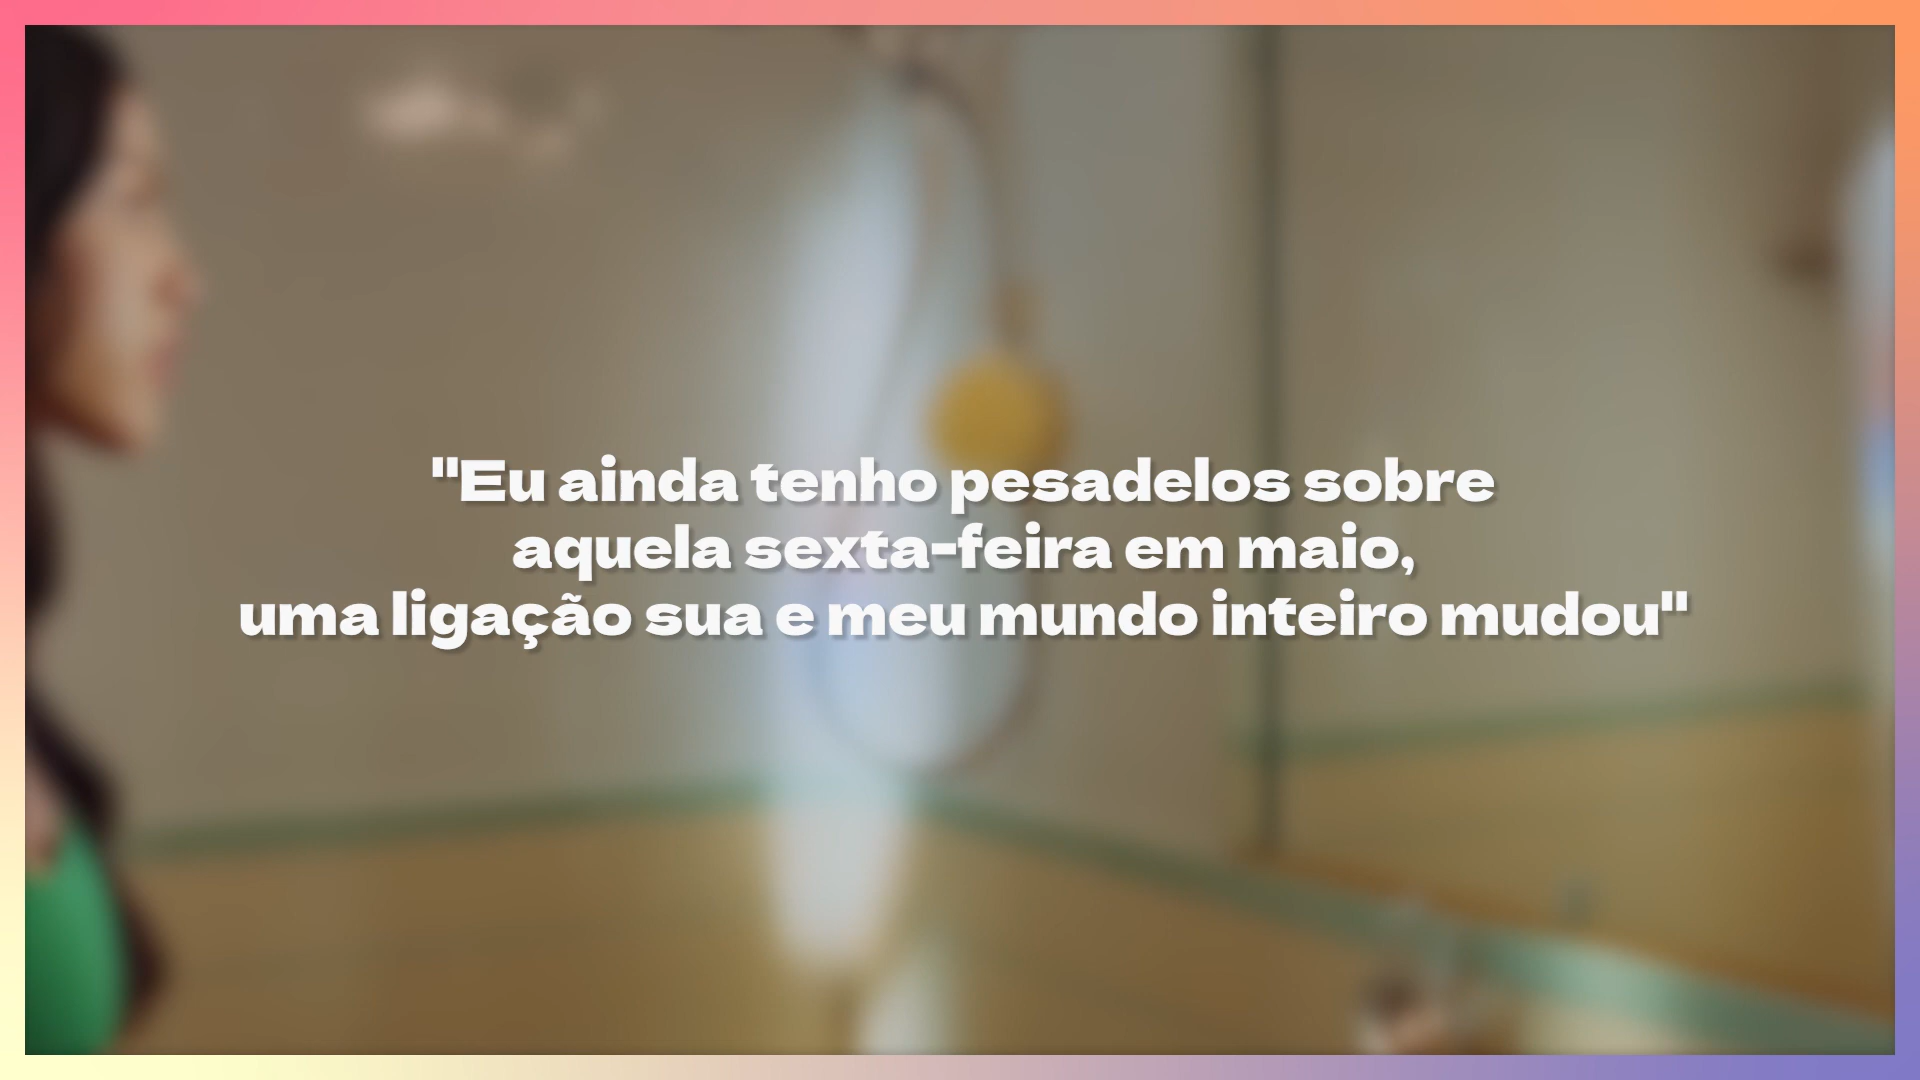 "Eu ainda tenho pesadelos sobre
aquela sexta-feira em maio,
uma ligação sua e meu mundo inteiro mudou"